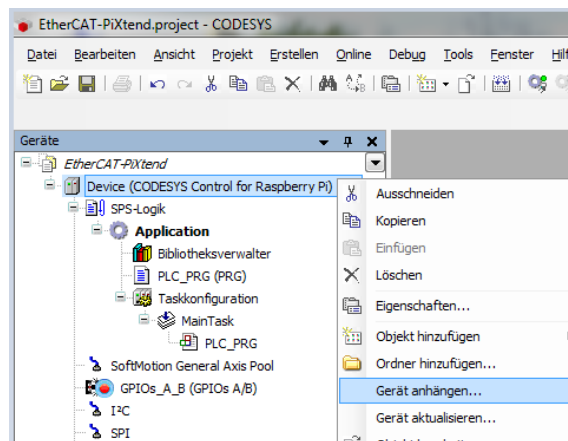 EtherCAT-PiXtend.project - CODESYS
Datei Bearbeiten Ansicht Projekt Erstellen Online Debug Tools Fenster Hilf
Geräte
EtherCAT-PiXtend
Device (CODESYS Control for Raspberry Pi)
SPS-Logik
Application
Bibliotheksverwalter
PLC_PRG (PRG)
Taskkonfiguration
MainTask
PLC_PRG
SoftMotion General Axis Pool
GPIOs_A_B (GPIOs A/B)
I²C
SPI
Ausschneiden
Kopieren
Einfügen
Löschen
Eigenschaften...
Objekt hinzufügen
Ordner hinzufügen...
Gerät anhängen...
Gerät aktualisieren...